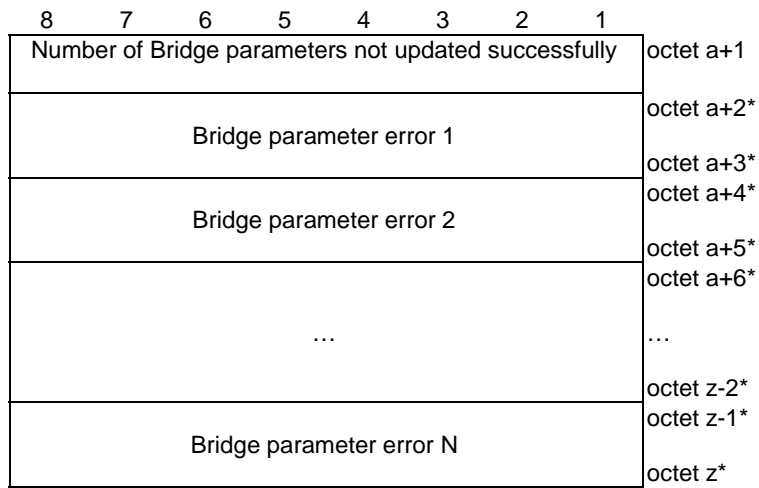 8 7 6 5 4 3 2 1
Number of Bridge parameters not updated successfully octet a+1
octet a+2*
Bridge parameter error 1
octet a+3*
octet a+4*
Bridge parameter error 2
octet a+5*
octet a+6*
… …
octet z-2*
octet z-1*
Bridge parameter error N
octet z*